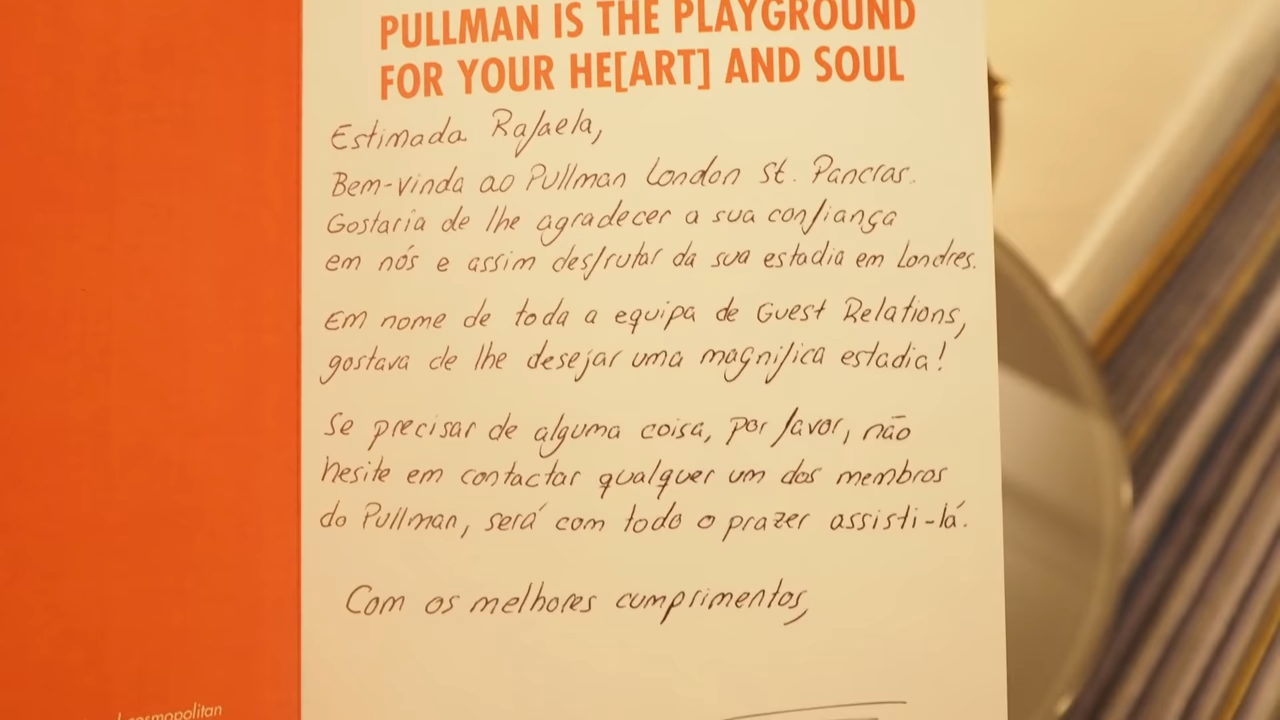 PULLMAN IS THE PLAYGROUND
FOR YOUR HE[ART] AND SOUL
Estimada Rafaela,
Bem-vinda ao Pullman London St. Pancras.
Gostaria de lhe agradecer a sua confiança
em nós e assim desfrutar da sua estadia em Londres.
Em nome de toda a equipa de Guest Relations,
gostava de lhe desejar uma magnifica estadia!
Se precisar de alguma coisa, por favor, não
hesite em contactar qualquer um dos membros
do Pullman, será com todo o prazer assisti-lá.
Com os melhores cumprimentos,
cosmopolitan